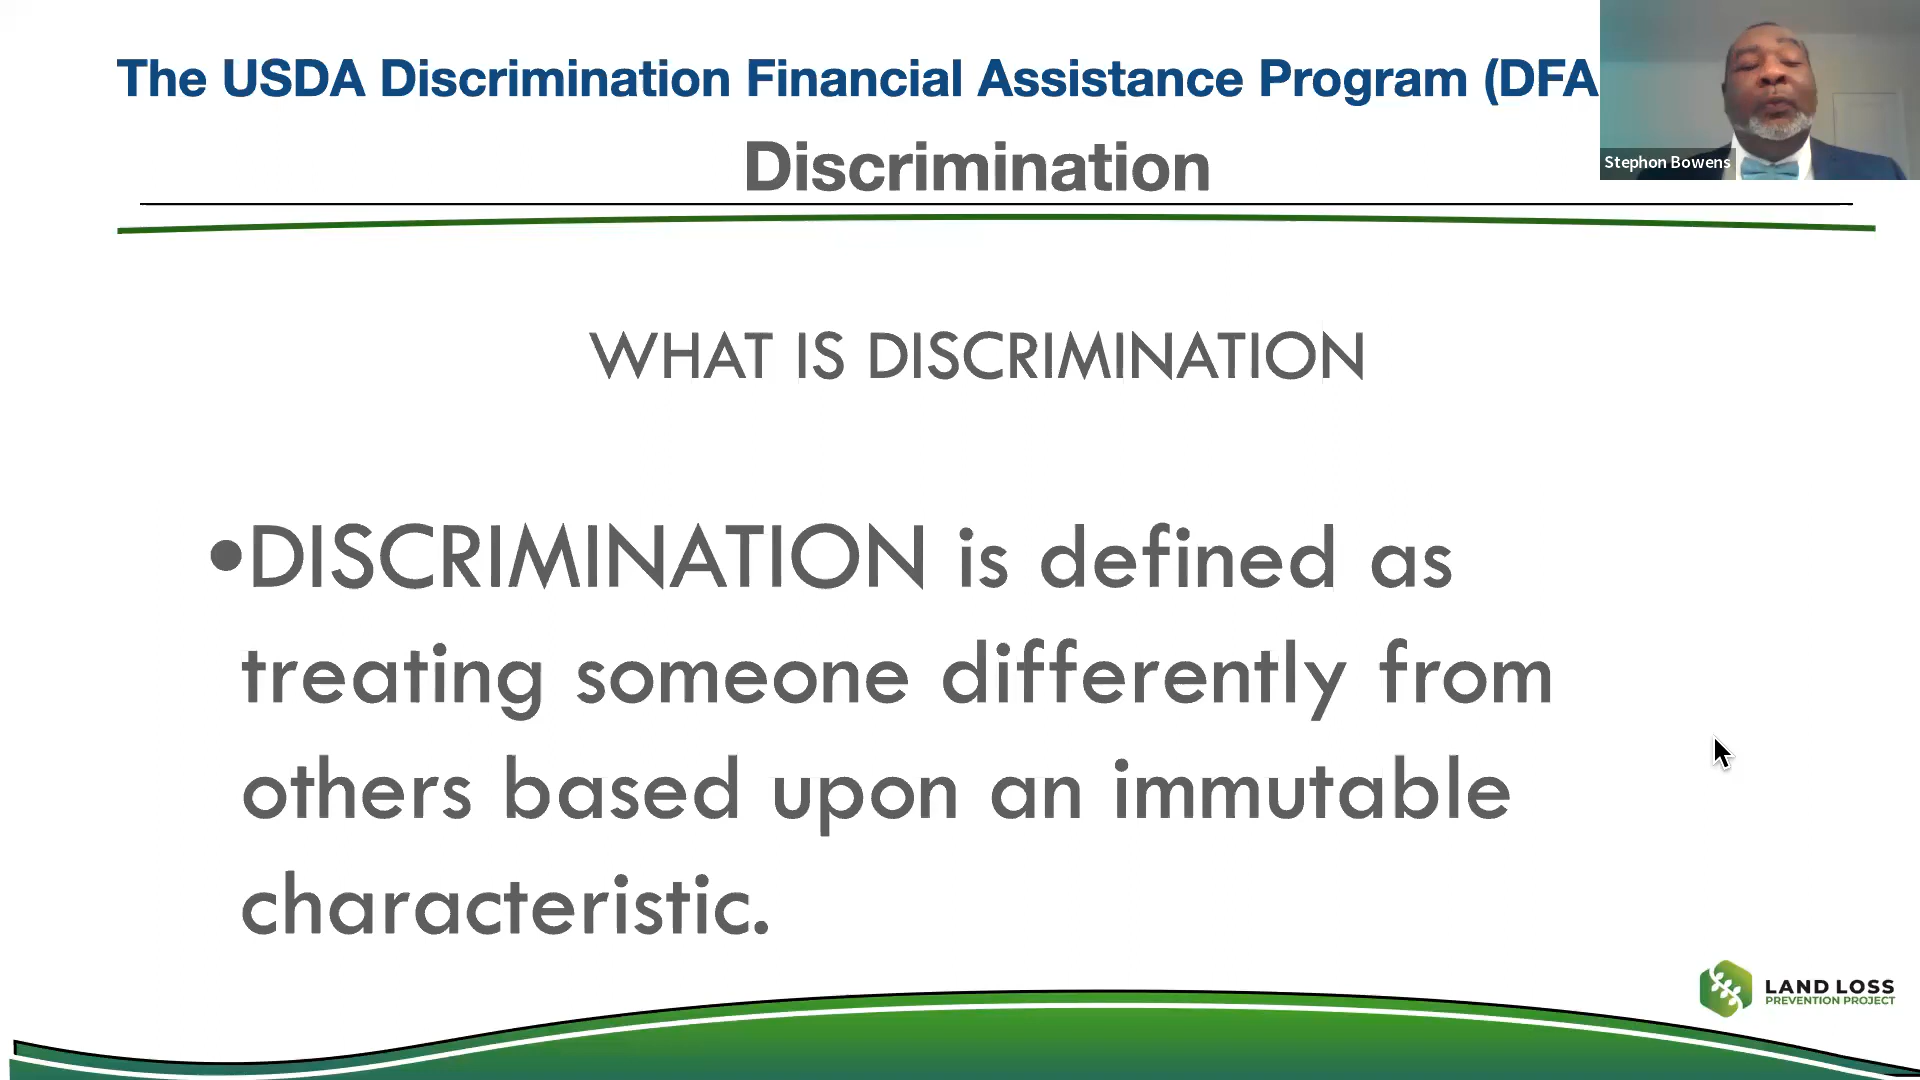 The USDA Discrimination Financial Assistance Program (DFA
Discrimination
Stephon Bowens
WHAT IS DISCRIMINATION
•DISCRIMINATION is defined as
treating someone differently from
others based upon an immutable
characteristic.
LAND LOSS
PREVENTION PROJECT